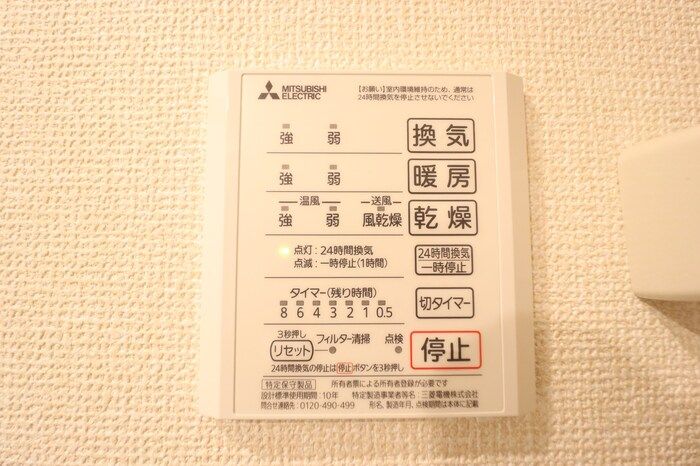 MITSUBISHI
ELECTRIC
【お願い】室内環境維持のため、通常は
24時間換気を停止させないでください
強 弱 換気
強 弱 暖房
温風 送風
強 弱 風乾燥 乾燥
点灯:24時間換気
点滅:一時停止(1時間)
24時間換気
一時停止
タイマー(残り時間)
8 6 4 3 2 1 0.5
切タイマー
3秒押し
リセット フィルター清掃 点検
停止
24時間換気の停止は停止ボタンを3秒押し
特定保守製品 所有者票による所有者登録が必要です
設計標準使用期間:10年 特定製造事業者等名:三菱電機株式会社
問合せ連絡先:0120-490-499 形名、製造年月、点検期間は本体に記載